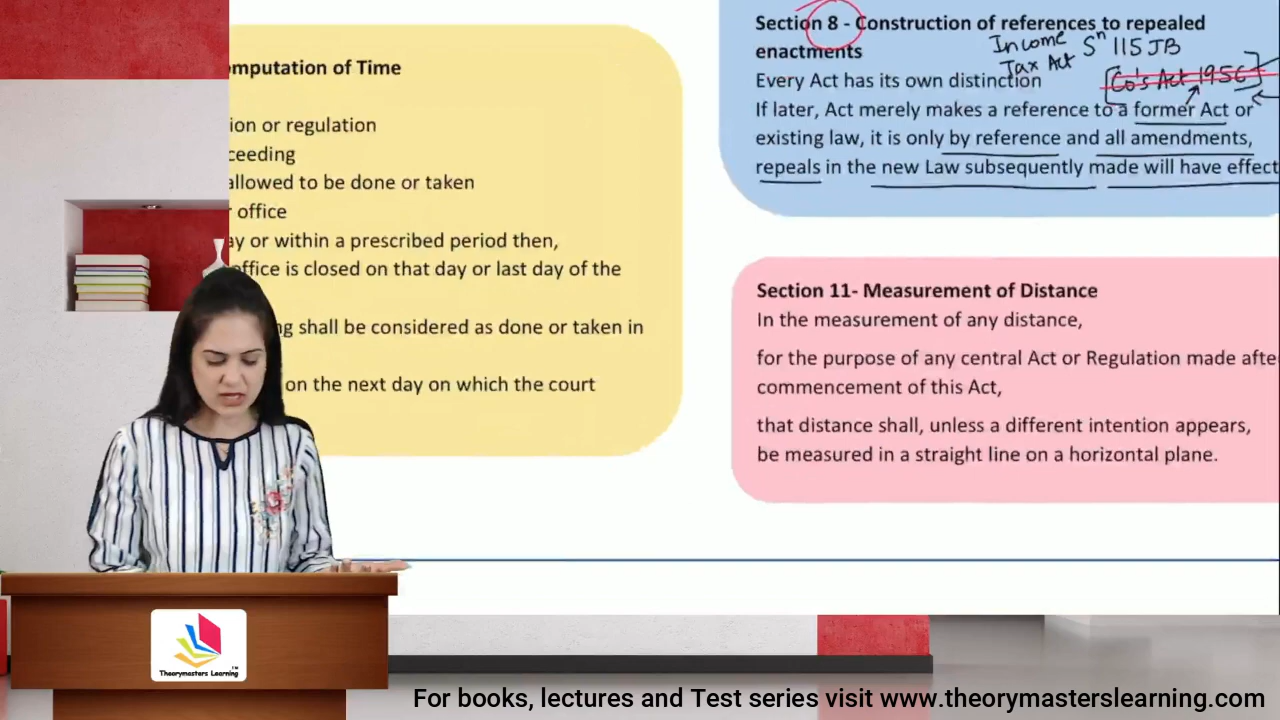 omputation of Time
ion or regulation
ceeding
allowed to be done or taken
r office
ay or within a prescribed period then,
office is closed on that day or last day of the
ng shall be considered as done or taken in
on the next day on which the court
Section 8 - Construction of references to repealed
enactments
Income Sⁿ 115 JB
Tax Act
Every Act has its own distinction
[Co's Act 1956]
If later, Act merely makes a reference to a former Act or
existing law, it is only by reference and all amendments,
repeals in the new Law subsequently made will have effect
Section 11- Measurement of Distance
In the measurement of any distance,
for the purpose of any central Act or Regulation made afte
commencement of this Act,
that distance shall, unless a different intention appears,
be measured in a straight line on a horizontal plane.
Theorymasters Learning™
For books, lectures and Test series visit www.theorymasterslearning.com